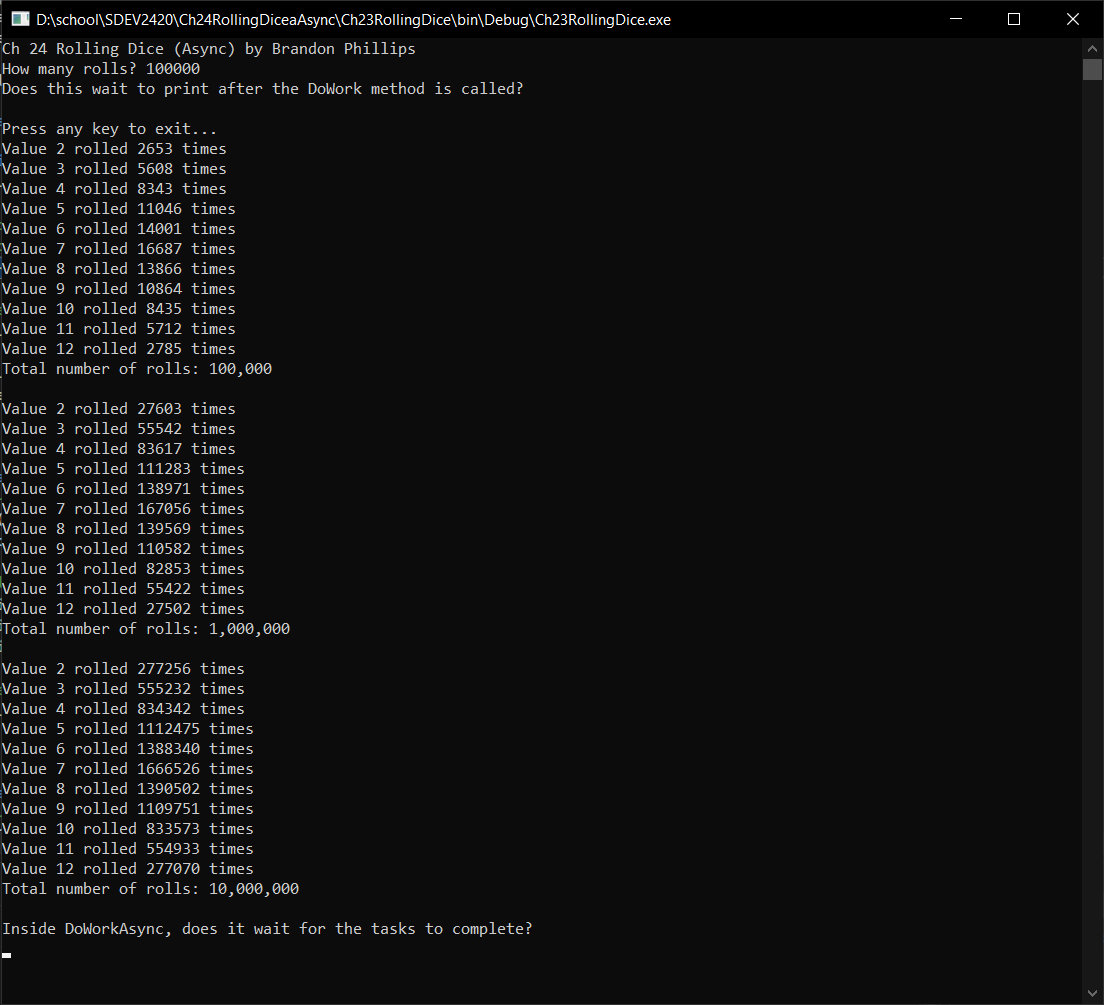 D:\school\SDEV2420\Ch24RollingDiceaAsync\Ch23RollingDice\bin\Debug\Ch23RollingDice.exe
Ch 24 Rolling Dice (Async) by Brandon Phillips
How many rolls? 100000
Does this wait to print after the DoWork method is called?
Press any key to exit...
Value 2 rolled 2653 times
Value 3 rolled 5608 times
Value 4 rolled 8343 times
Value 5 rolled 11046 times
Value 6 rolled 14001 times
Value 7 rolled 16687 times
Value 8 rolled 13866 times
Value 9 rolled 10864 times
Value 10 rolled 8435 times
Value 11 rolled 5712 times
Value 12 rolled 2785 times
Total number of rolls: 100,000
Value 2 rolled 27603 times
Value 3 rolled 55542 times
Value 4 rolled 83617 times
Value 5 rolled 111283 times
Value 6 rolled 138971 times
Value 7 rolled 167056 times
Value 8 rolled 139569 times
Value 9 rolled 110582 times
Value 10 rolled 82853 times
Value 11 rolled 55422 times
Value 12 rolled 27502 times
Total number of rolls: 1,000,000
Value 2 rolled 277256 times
Value 3 rolled 555232 times
Value 4 rolled 834342 times
Value 5 rolled 1112475 times
Value 6 rolled 1388340 times
Value 7 rolled 1666526 times
Value 8 rolled 1390502 times
Value 9 rolled 1109751 times
Value 10 rolled 833573 times
Value 11 rolled 554933 times
Value 12 rolled 277070 times
Total number of rolls: 10,000,000
Inside DoWorkAsync, does it wait for the tasks to complete?